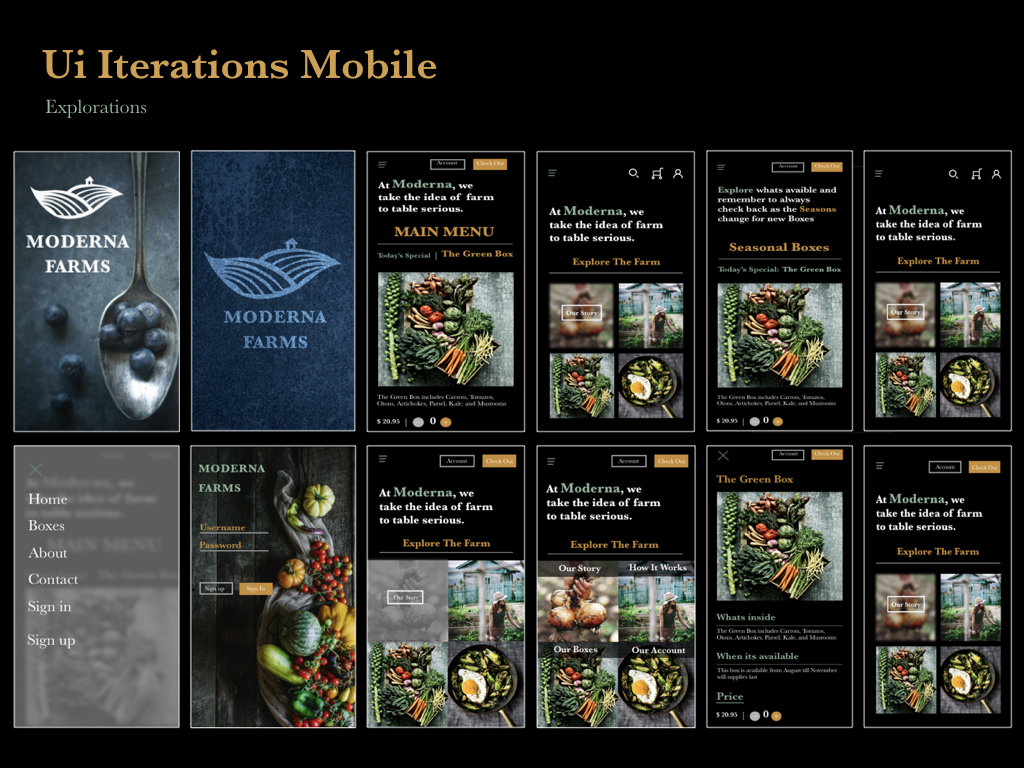 Ui Iterations Mobile
Explorations
MODERNA
FARMS
MODERNA
FARMS
Account
Check Out
At Moderna, we
take the idea of farm
to table serious.
MAIN MENU
Today's Special | The Green Box
The Green Box includes Carrots, Tomatos,
Oions, Artichokes, Parsel, Kale, and Musrooms
$ 20.95 | − 0 +
At Moderna, we
take the idea of farm
to table serious.
Explore The Farm
Our Story
Account
Check Out
Explore whats avaible and
remember to always
check back as the Seasons
change for new Boxes
Seasonal Boxes
Today's Special: The Green Box
The Green Box includes Carrots, Tomatos,
Oions, Artichokes, Parsel, Kale, and Musrooms
$ 20.95 | − 0 +
At Moderna, we
take the idea of farm
to table serious.
Explore The Farm
Our Story
Home
Boxes
About
Contact
Sign in
Sign up
MODERNA
FARMS
Username
Password
Sign up
Sign In
Account
Check Out
At Moderna, we
take the idea of farm
to table serious.
Explore The Farm
Our Story
Account
Check Out
At Moderna, we
take the idea of farm
to table serious.
Explore The Farm
Our Story
How It Works
Our Boxes
Our Account
Account
Check Out
The Green Box
Whats inside
The Green Box includes Carrots, Tomatos,
Oions, Artichokes, Parsel, Kale, and Musrooms
When its available
This box is available from August till November
will supplies last
Price
$ 20.95 | − 0 +
Account
Check Out
At Moderna, we
take the idea of farm
to table serious.
Explore The Farm
Our Story